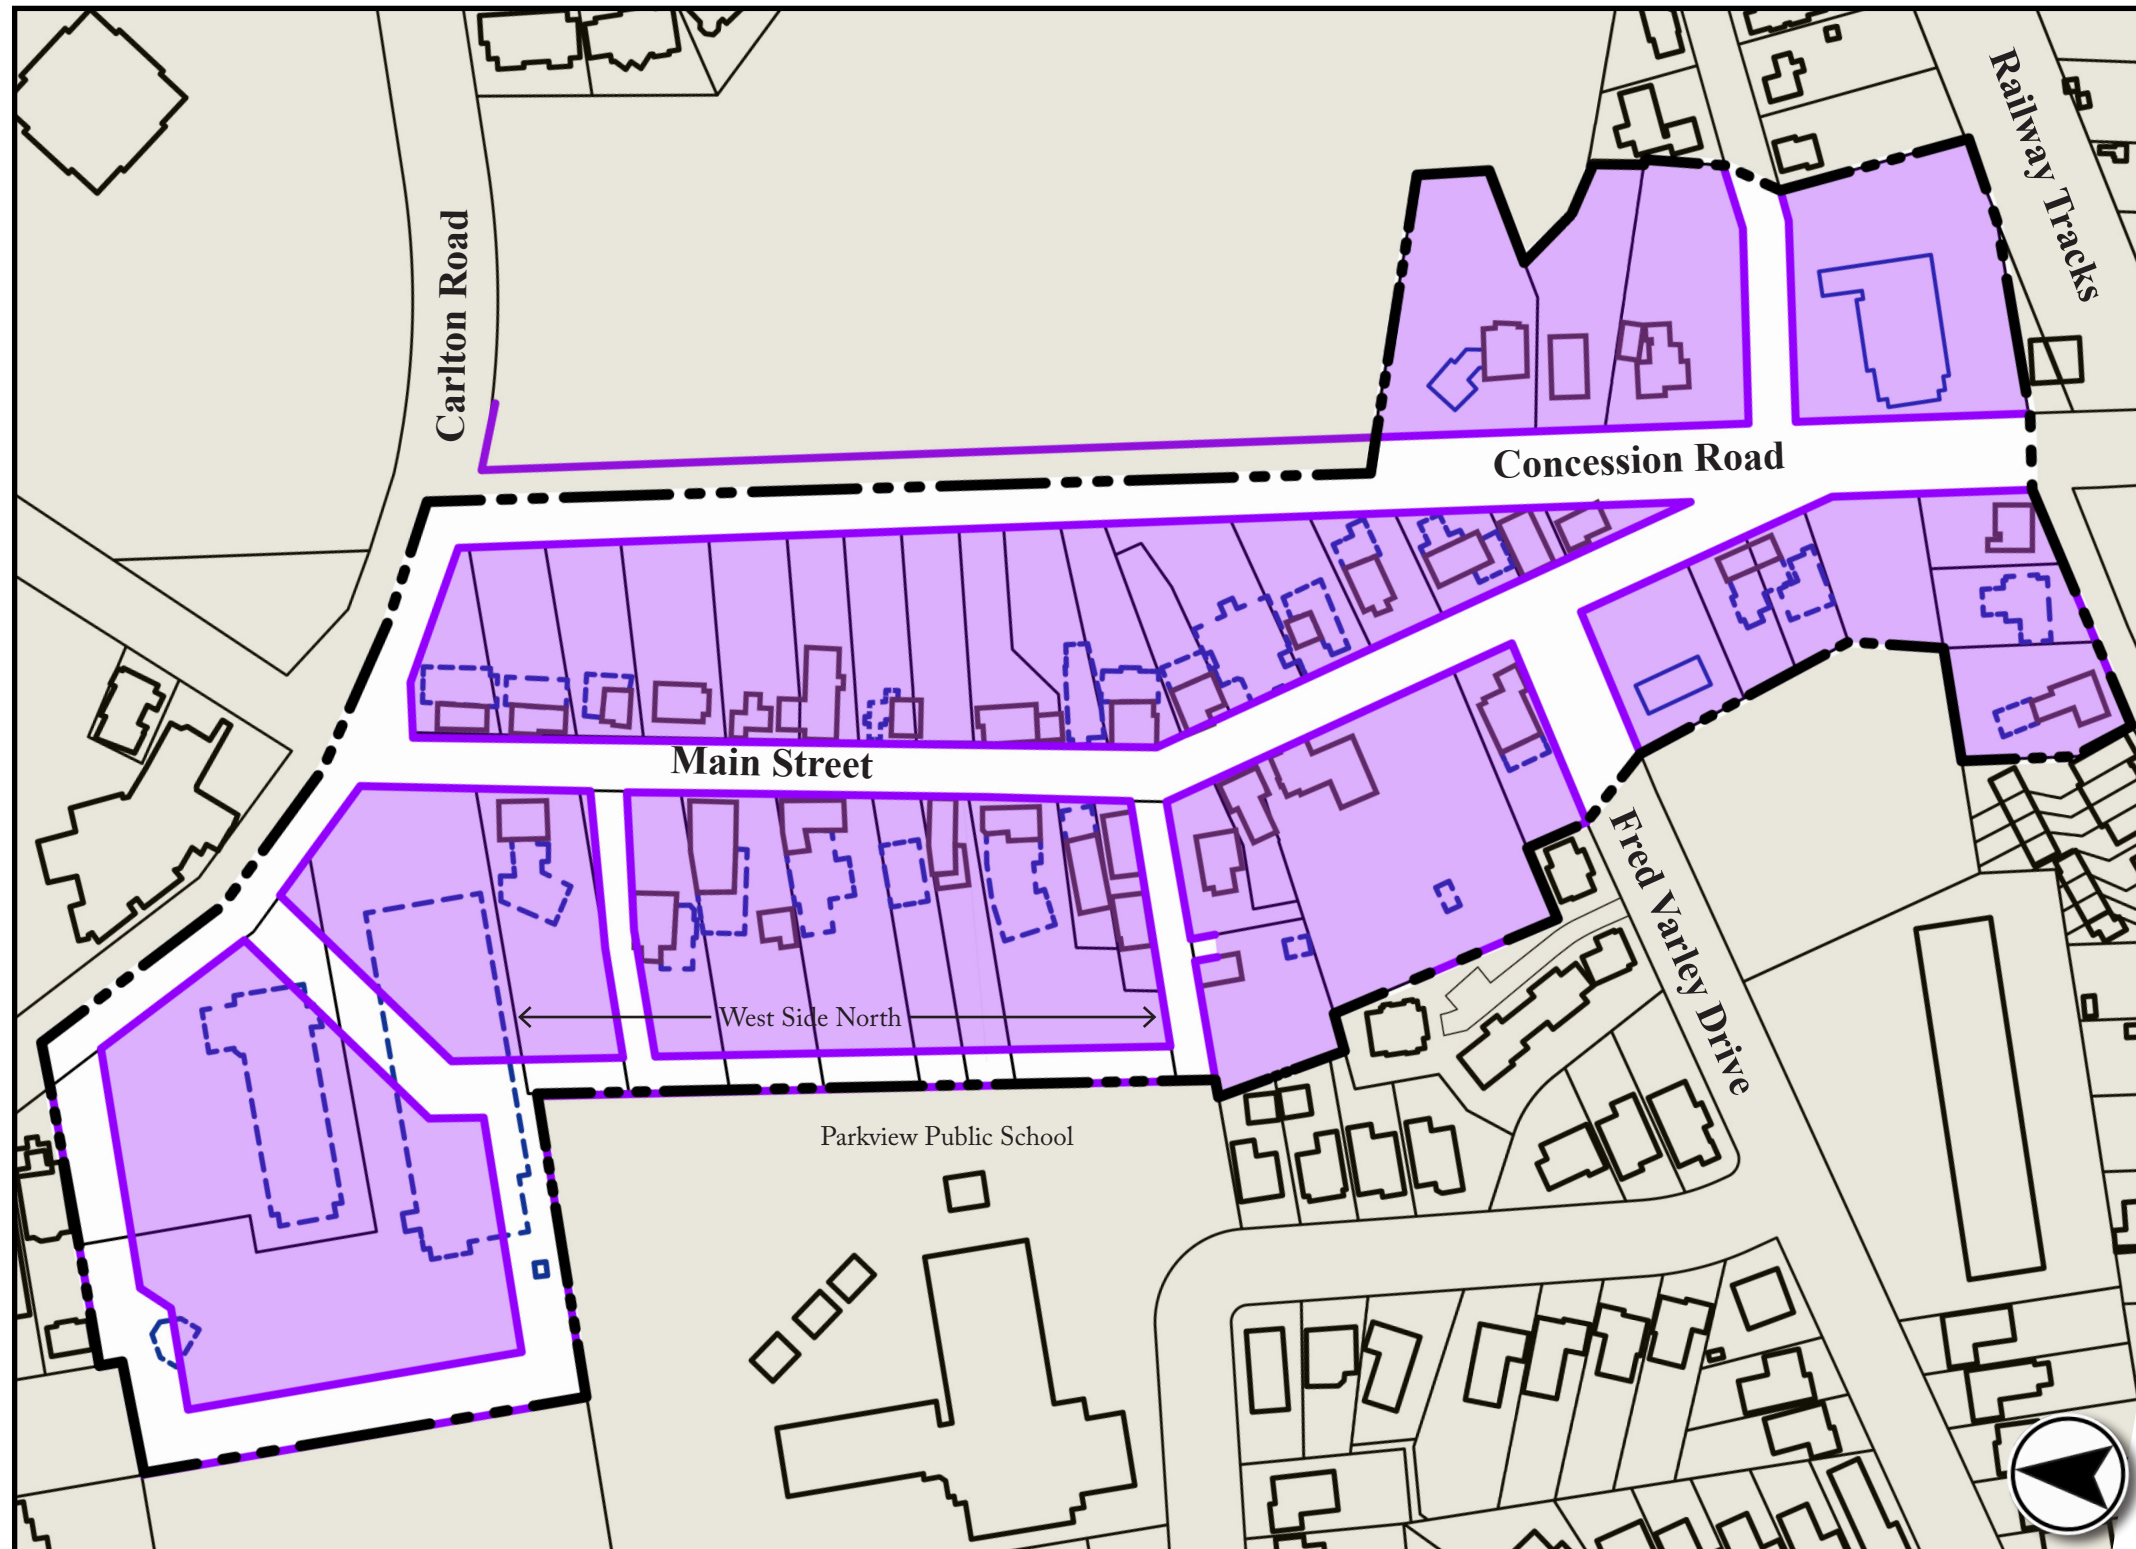 Railway Tracks
Carlton Road
Concession Road
Main Street
Fred Varley Drive
West Side North
Parkview Public School